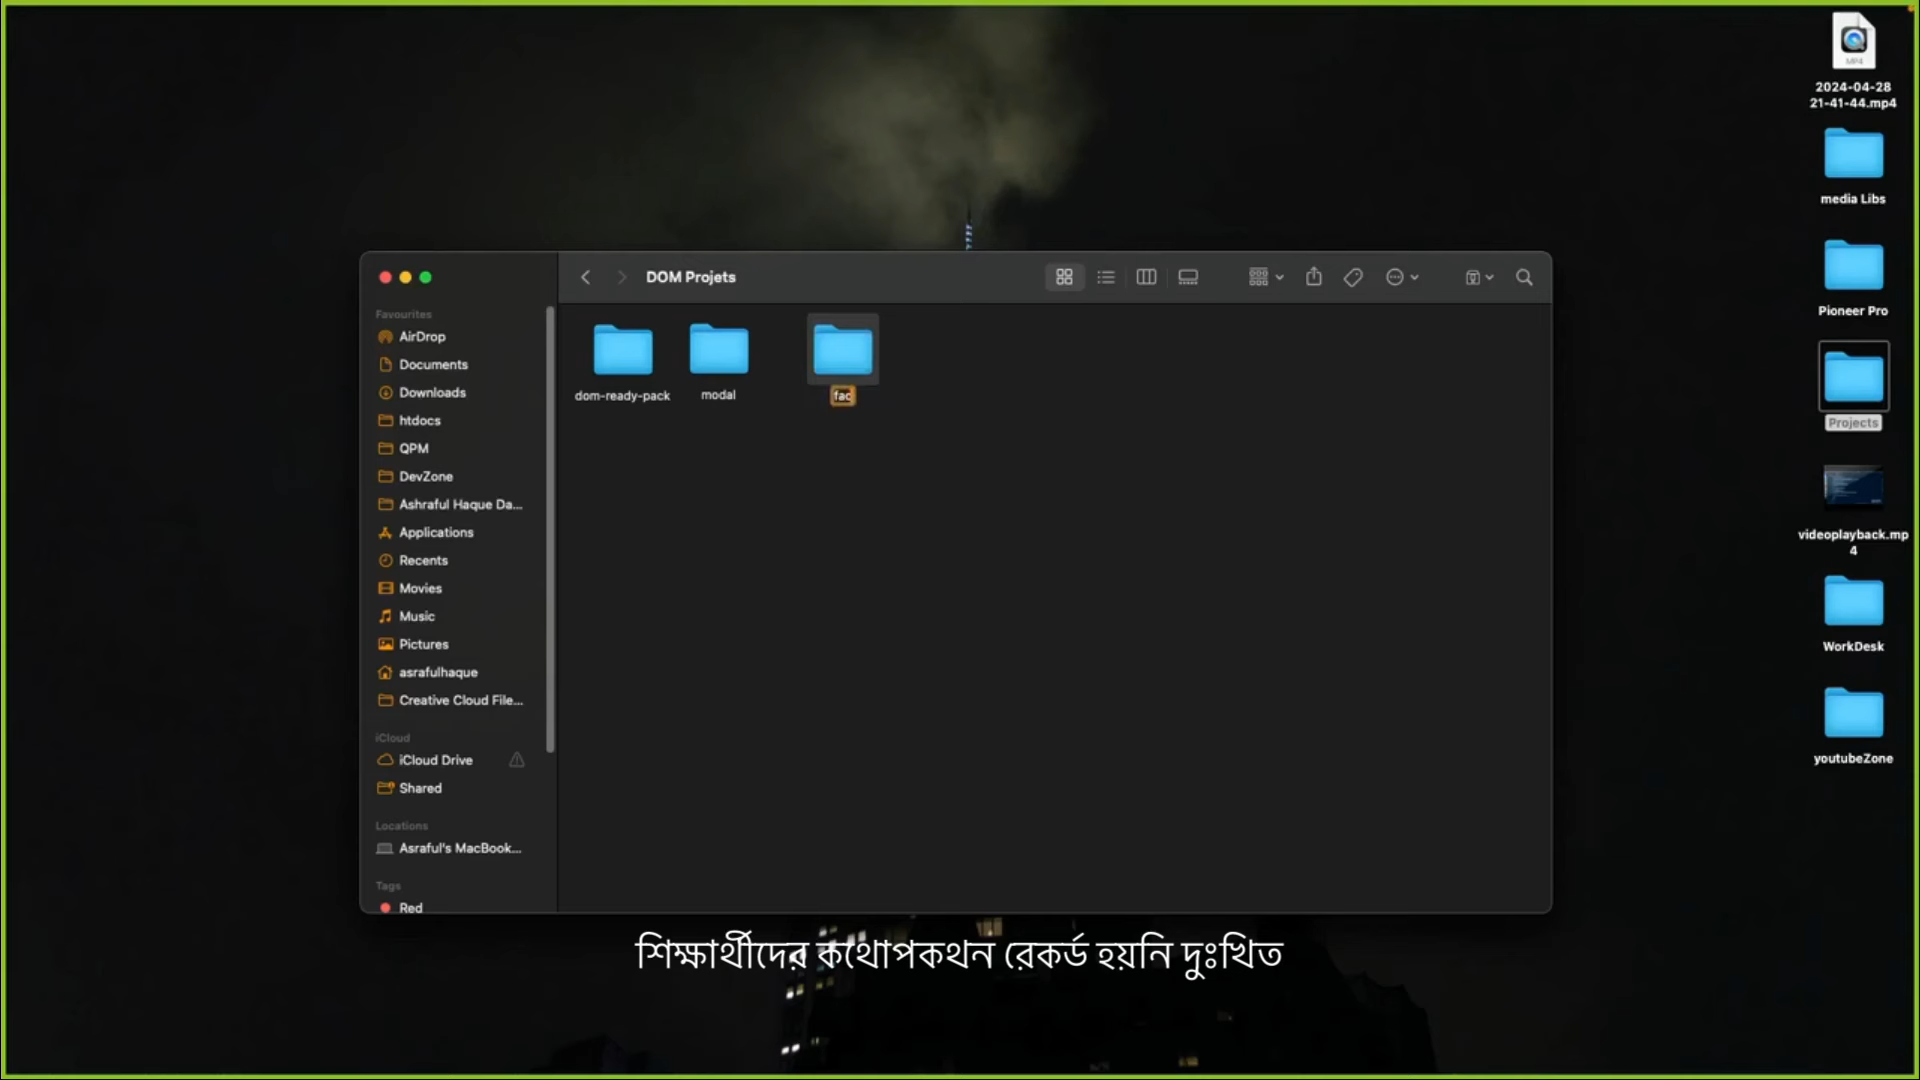 MP4
2024-04-28
21-41-44.mp4
media Libs
Pioneer Pro
Projects
videoplayback.mp
4
WorkDesk
youtubeZone
DOM Projets
Favourites
AirDrop
Documents
Downloads
htdocs
QPM
DevZone
Ashraful Haque Da...
Applications
Recents
Movies
Music
Pictures
asrafulhaque
Creative Cloud File...
iCloud
iCloud Drive
Shared
Locations
Asraful's MacBook...
Tags
Red
dom-ready-pack
modal
fac
শিক্ষার্থীদের কথোপকথন রেকর্ড হয়নি দুঃখিত